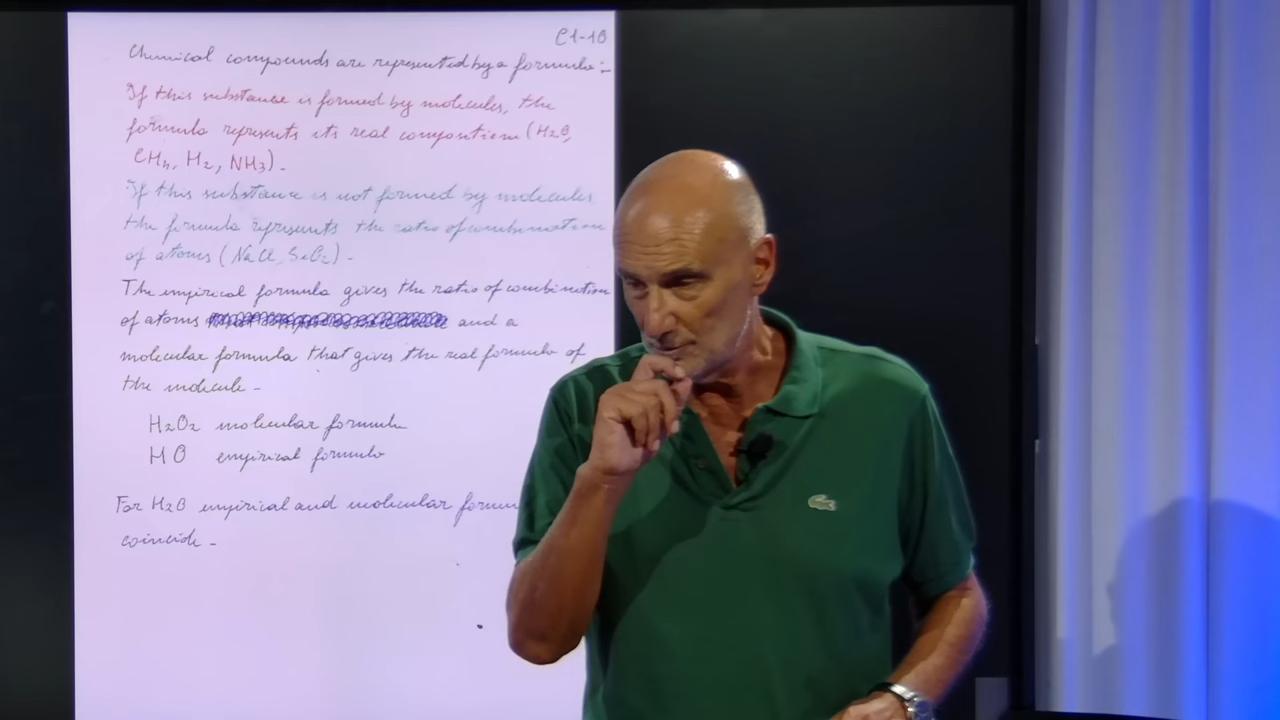 C1-10
Chemical compounds are represented by a formula:
If this substance is formed by molecules, the
formula represents its real composition (H2O,
CH4, H2, NH3).
If this substance is not formed by molecules
the formula represents the ratio of combination
of atoms (NaCl, SiO2).
The empirical formula gives the ratio of combination
of atoms and a
molecular formula that gives the real formula of
the molecule.
H2O2 molecular formula
HO empirical formula
For H2O empirical and molecular formu
coincide.